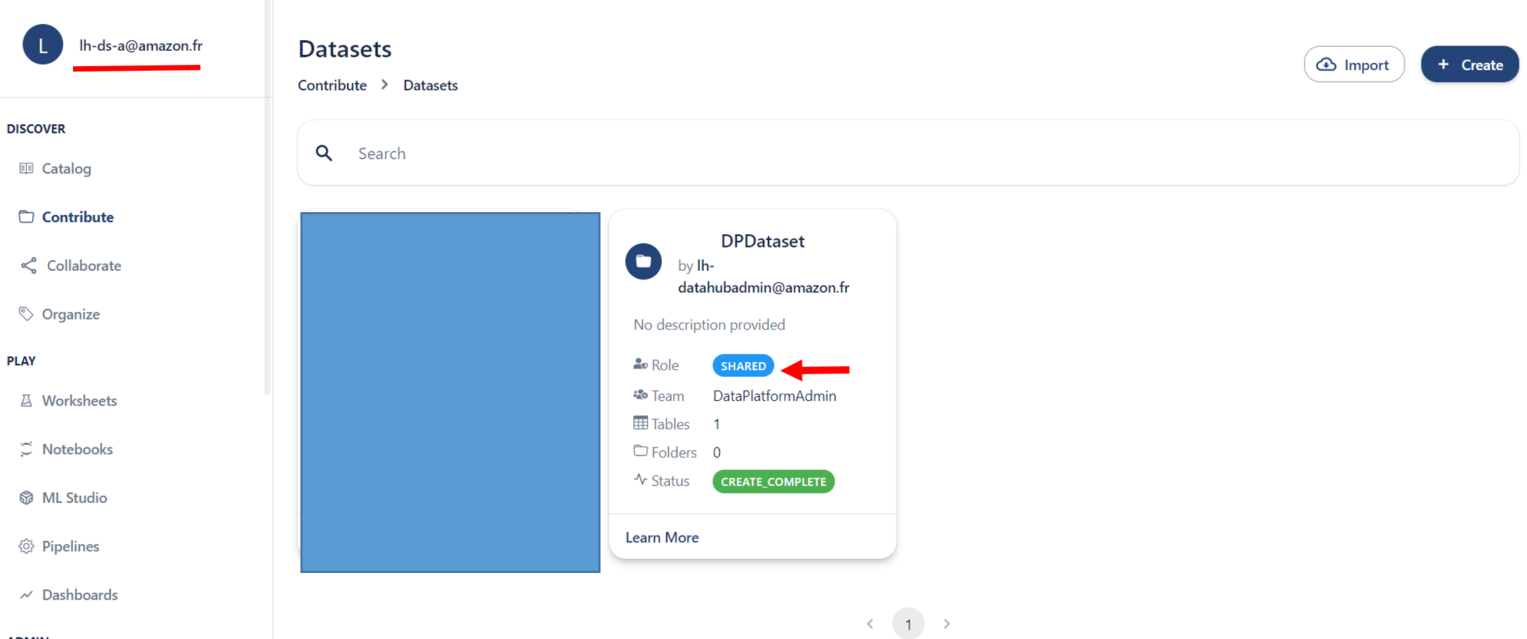 L
lh-ds-a@amazon.fr
DISCOVER
Catalog
Contribute
Collaborate
Organize
PLAY
Worksheets
Notebooks
ML Studio
Pipelines
Dashboards
ADMIN
Datasets
Contribute > Datasets
Import
+ Create
Search
DPDataset
by lh-
datahubadmin@amazon.fr
No description provided
Role SHARED
Team DataPlatformAdmin
Tables 1
Folders 0
Status CREATE_COMPLETE
Learn More
< 1 >